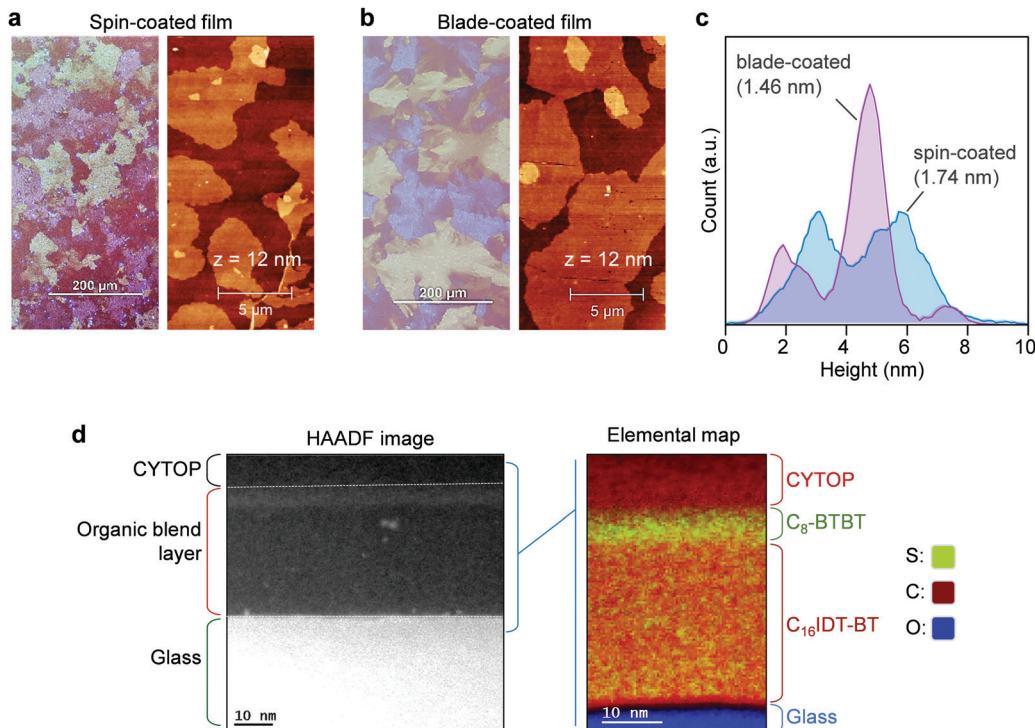 a
Spin-coated film
200 µm
z = 12 nm
5 µm
b
Blade-coated film
200 µm
z = 12 nm
5 µm
c
blade-coated
(1.46 nm)
spin-coated
(1.74 nm)
Count (a.u.)
0 2 4 6 8 10
Height (nm)
d
HAADF image
CYTOP
Organic blend
layer
Glass
10 nm
Elemental map
CYTOP
C₈-BTBT
C₁₆IDT-BT
Glass
10 nm
S:
C:
O: